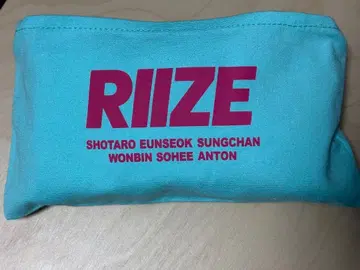 RIIZE
SHOTARO EUNSEOK SUNGCHAN
WONBIN SOHEE ANTON